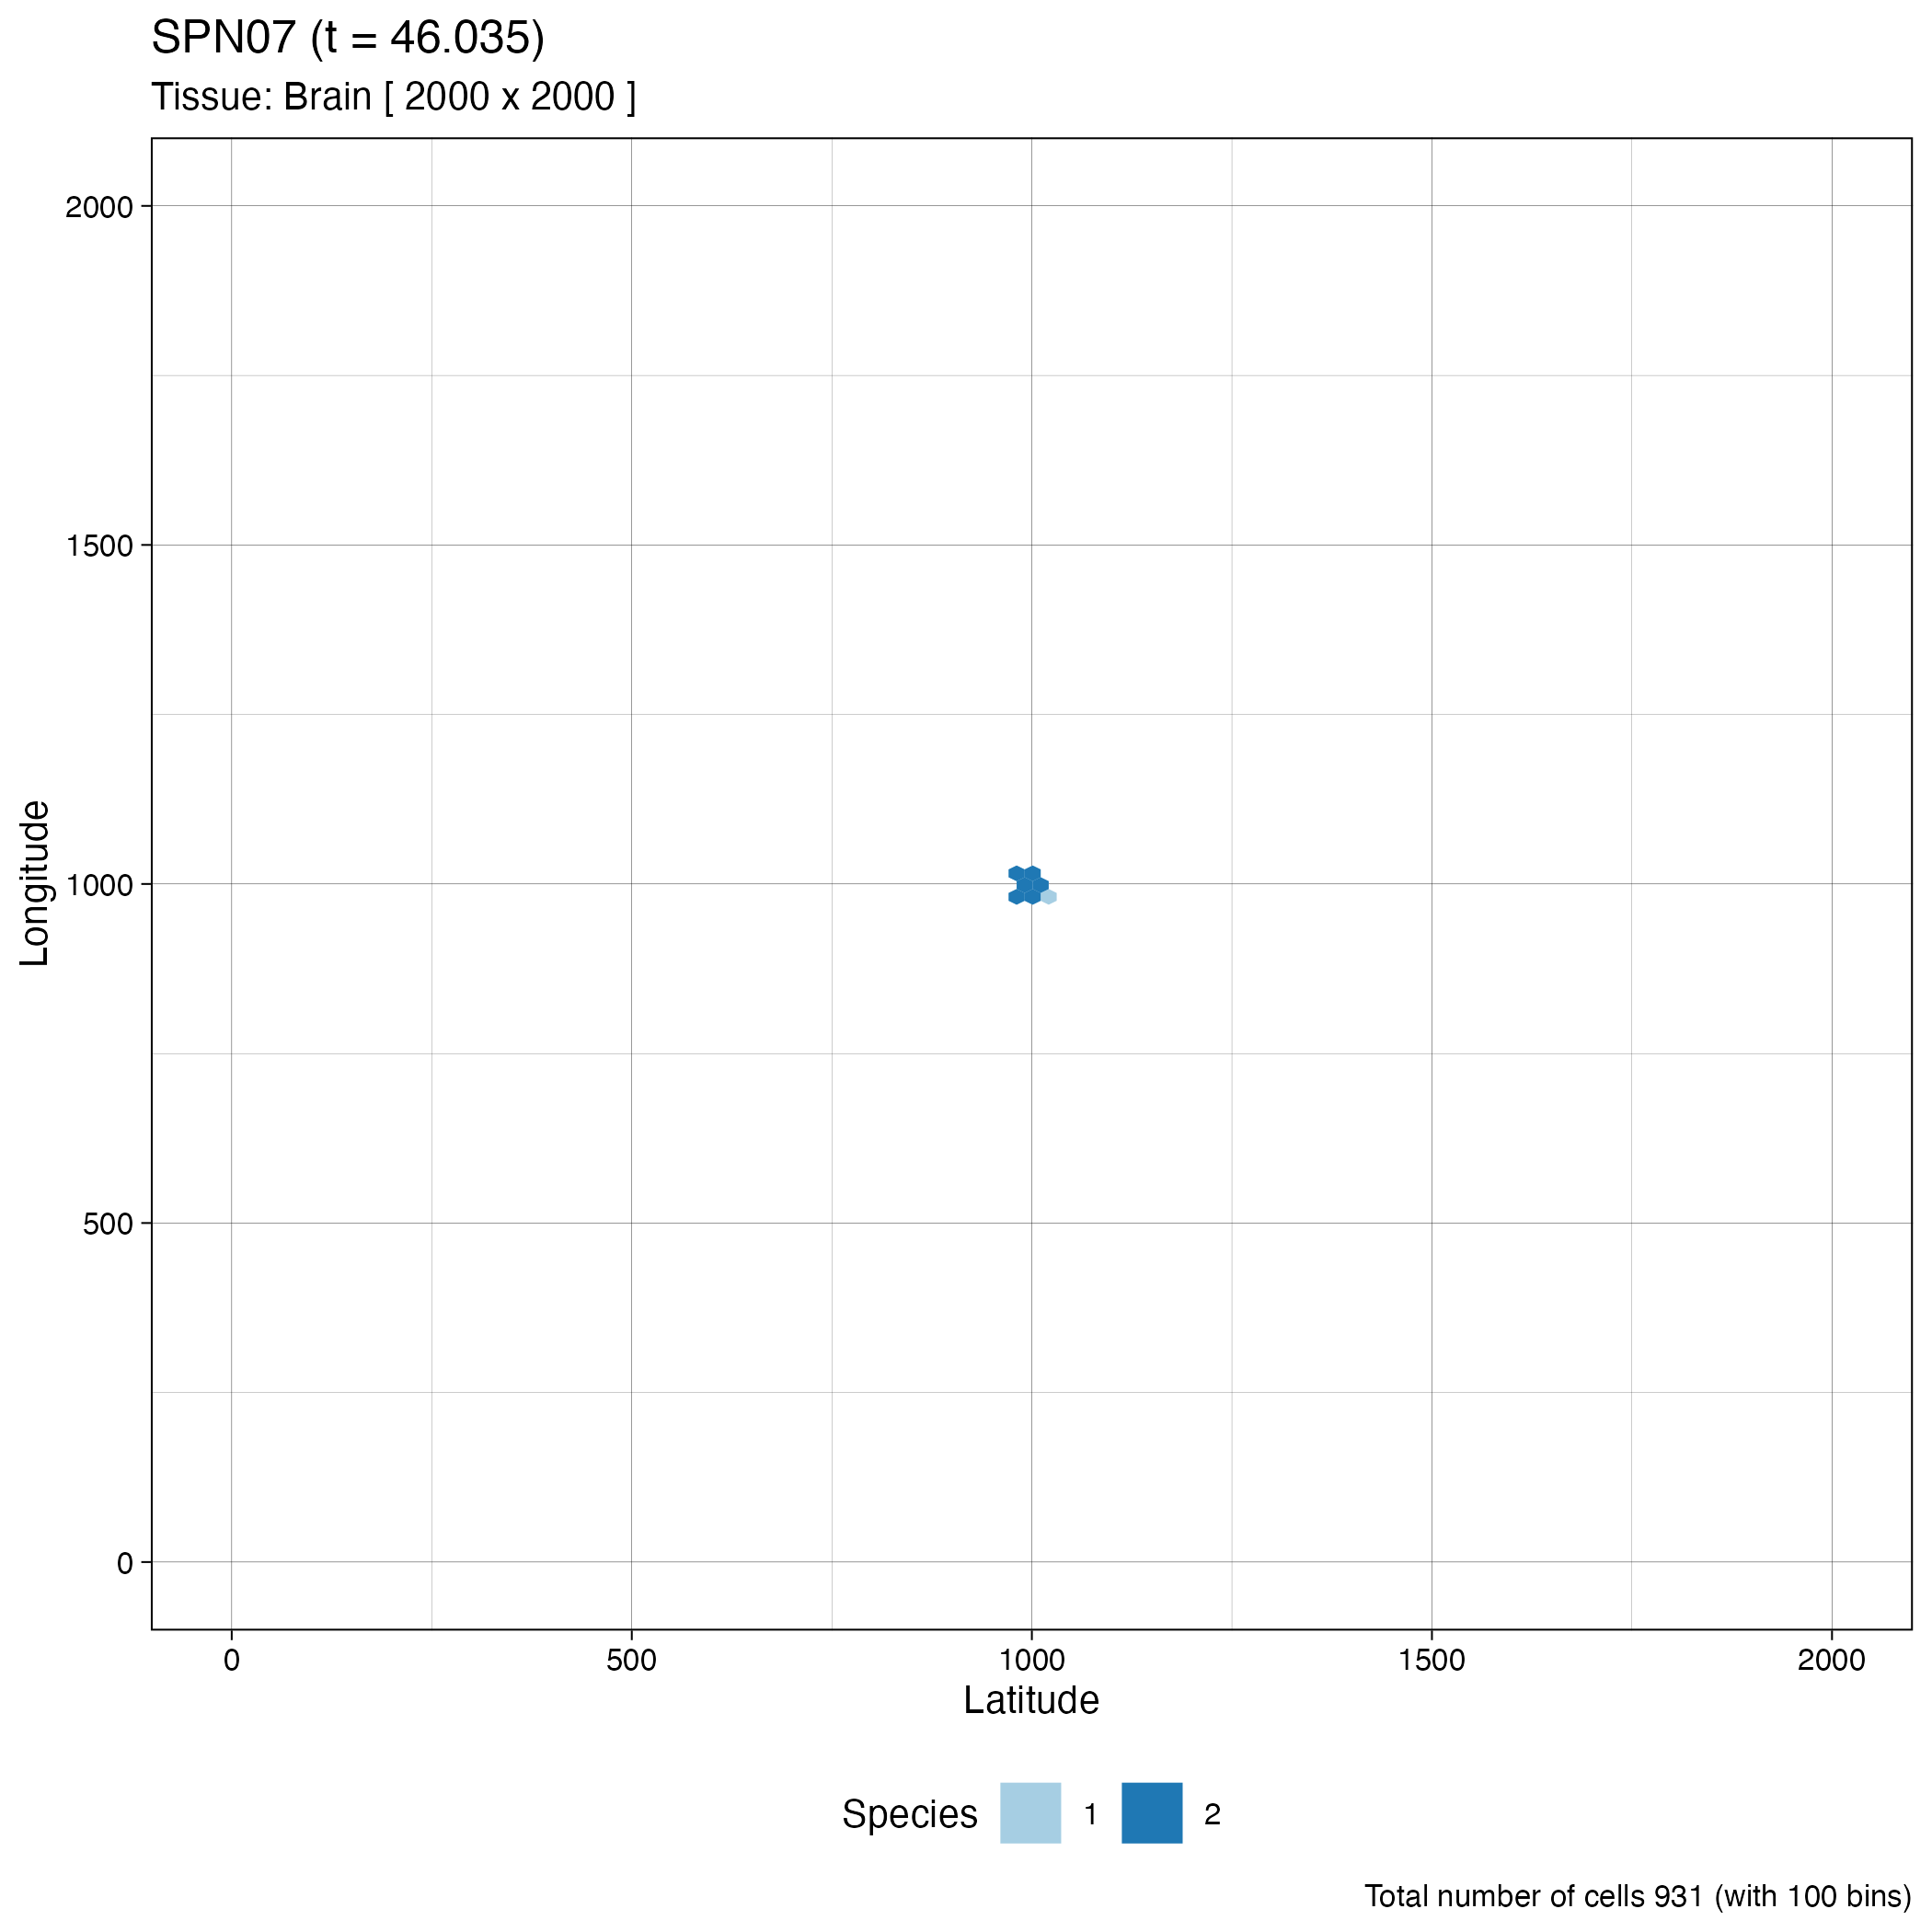 SPN07 (t = 46.035)
Tissue: Brain [ 2000 x 2000 ]
Longitude
2000
1500
1000
500
0
0 500 1000 1500 2000
Latitude
Species 1 2
Total number of cells 931 (with 100 bins)